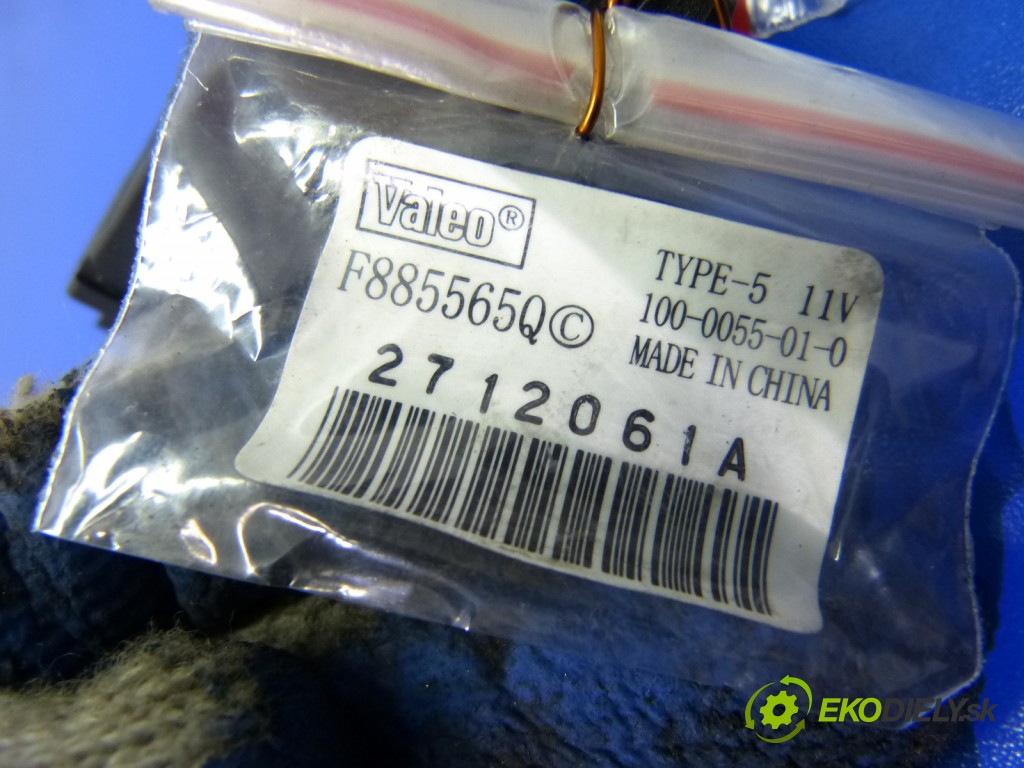 Valeo®
F885565Q©
TYPE-5 11V
100-0055-01-0
MADE IN CHINA
2712061A
EKODIELY.sk